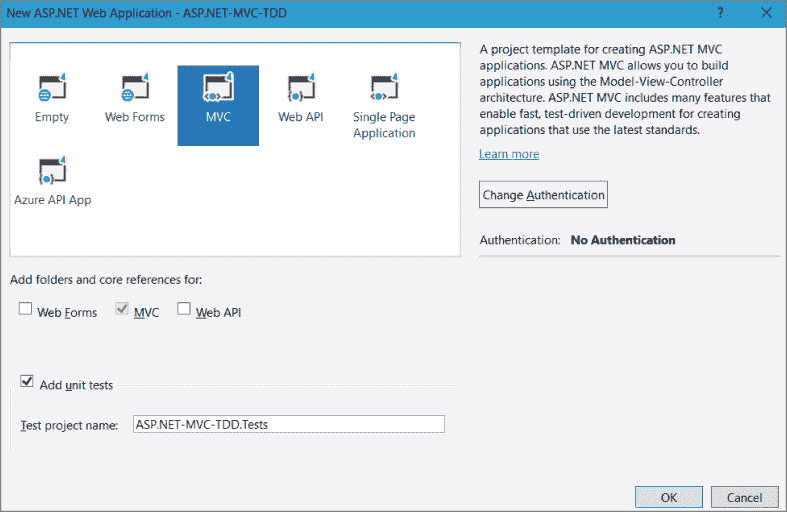 New ASP.NET Web Application - ASP.NET-MVC-TDD
?
Empty
Web Forms
MVC
Web API
Single Page
Application
Azure API App
A project template for creating ASP.NET MVC
applications. ASP.NET MVC allows you to build
applications using the Model-View-Controller
architecture. ASP.NET MVC includes many features that
enable fast, test-driven development for creating
applications that use the latest standards.
Learn more
Change Authentication
Authentication: No Authentication
Add folders and core references for:
Web Forms
MVC
Web API
Add unit tests
Test project name: ASP.NET-MVC-TDD.Tests
OK
Cancel